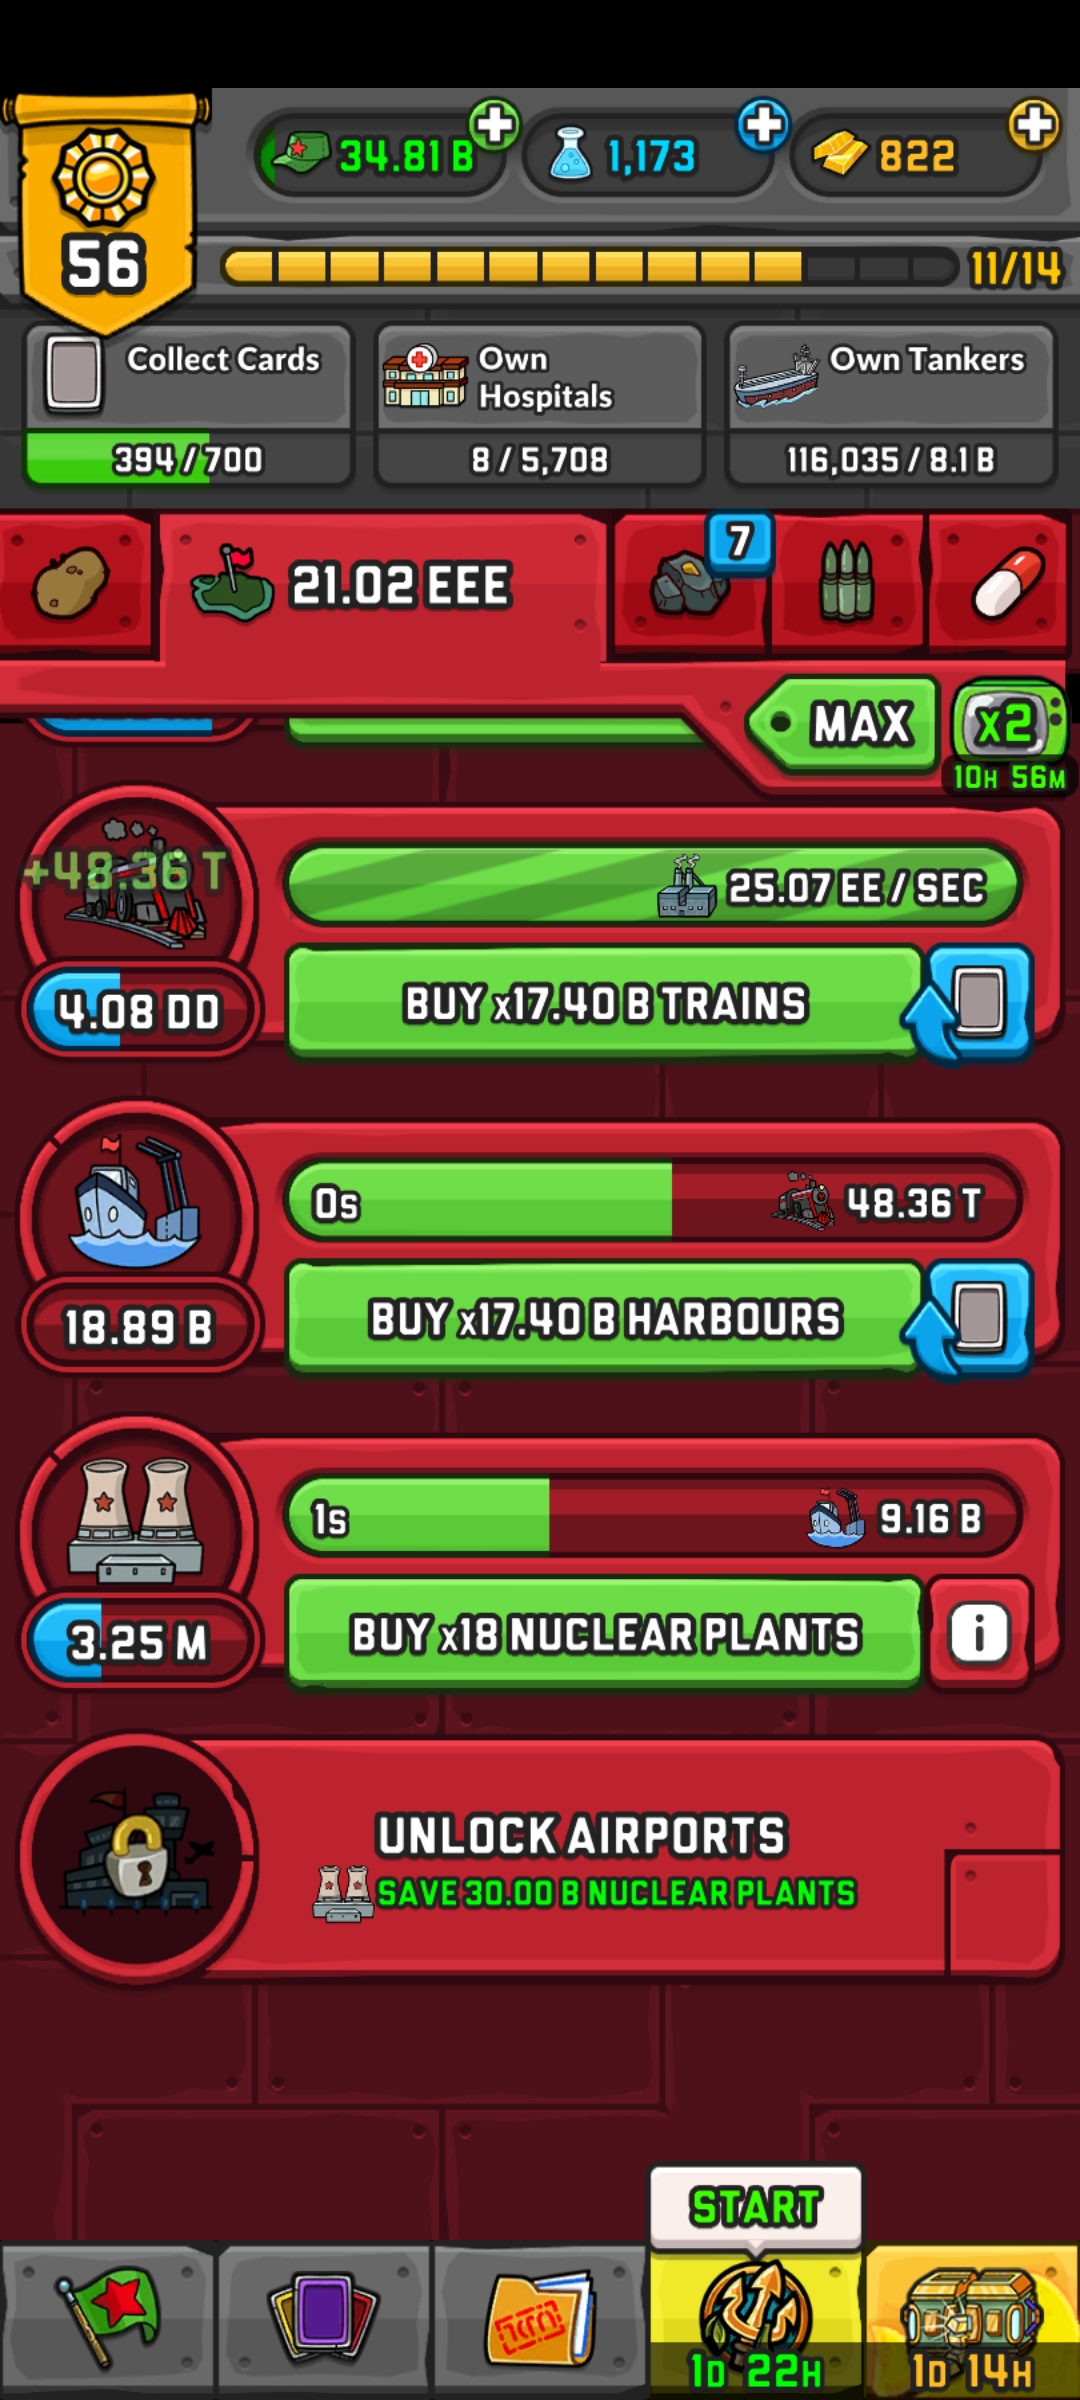 34.81 B
1,173
822
56
11/14
Collect Cards
394/700
Own
Hospitals
8/5,708
Own Tankers
116,035/8.1 B
21.02 EEE
7
MAX
x2
10H 56M
+48.36 T
25.07 EE/SEC
4.08 DD
BUY x17.40 B TRAINS
0s
48.36 T
18.89 B
BUY x17.40 B HARBOURS
1s
9.16 B
3.25 M
BUY x18 NUCLEAR PLANTS
i
UNLOCK AIRPORTS
SAVE 30.00 B NUCLEAR PLANTS
START
1D 22H
1D 14H